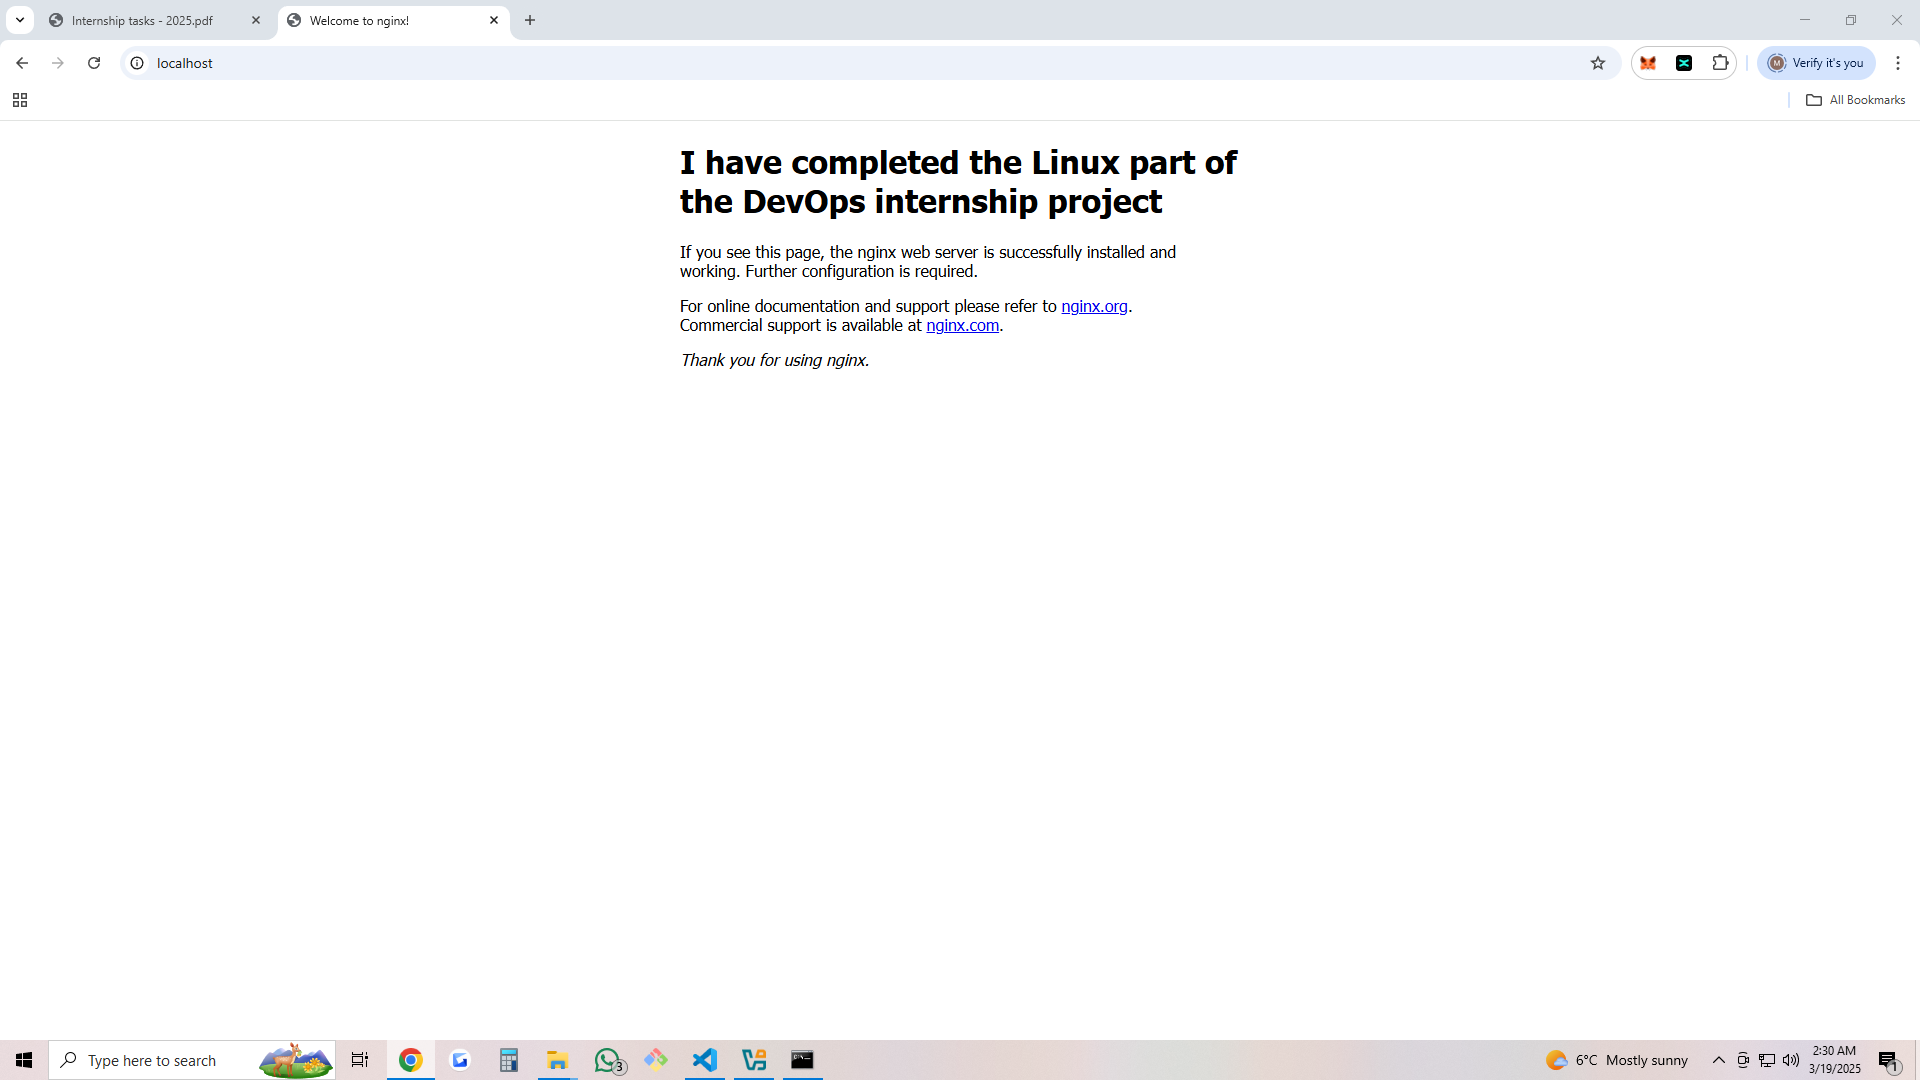 Internship tasks - 2025.pdf
Welcome to nginx!
localhost
M
Verify it's you
All Bookmarks
I have completed the Linux part of
the DevOps internship project
If you see this page, the nginx web server is successfully installed and
working. Further configuration is required.
For online documentation and support please refer to nginx.org.
Commercial support is available at nginx.com.
Thank you for using nginx.
Type here to search
3
6°C Mostly sunny
2:30 AM
3/19/2025
1